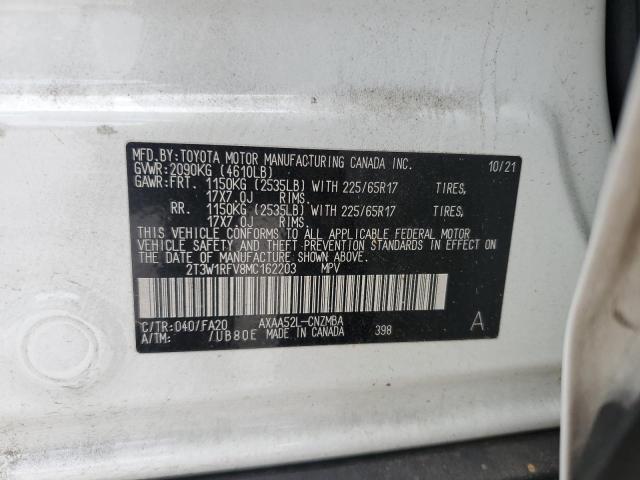 MFD.BY:TOYOTA MOTOR MANUFACTURING CANADA INC. 10/21
GVWR:2090KG (4610LB)
GAWR:FRT. 1150KG (2535LB) WITH 225/65R17 TIRES,
17X7.0J RIMS.
RR. 1150KG (2535LB) WITH 225/65R17 TIRES,
17X7.0J RIMS.
THIS VEHICLE CONFORMS TO ALL APPLICABLE FEDERAL MOTOR
VEHICLE SAFETY AND THEFT PREVENTION STANDARDS IN EFFECT ON
THE DATE OF MANUFACTURE SHOWN ABOVE.
2T3W1RFV8MC162203 MPV
C/TR:040/FA20 AXAA52L-CNZMBA 398 A
A/TM: /UB80E MADE IN CANADA